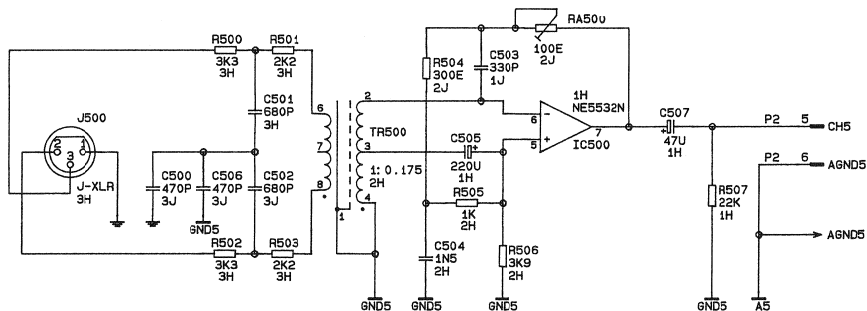 R500
3K3
3H
R501
2K2
3H
C501
680P
3H
J500
2
1
3
J-XLR
3H
C500
470P
3J
C506
470P
3J
GND5
C502
680P
3J
R502
3K3
3H
R503
2K2
3H
6
7
8
1
2
3
4
TR500
1: 0.175
2H
GND5
R504
300E
2J
C503
330P
1J
RA500
100E
2J
C505
+
220U
1H
R505
1K
2H
C504
1N5
2H
GND5
R506
3K9
2H
GND5
1H
NE5532N
6
-
5
+
7
IC500
C507
+
47U
1H
R507
22K
1H
GND5
P2
5
CH5
P2
6
AGND5
AGND5
A5